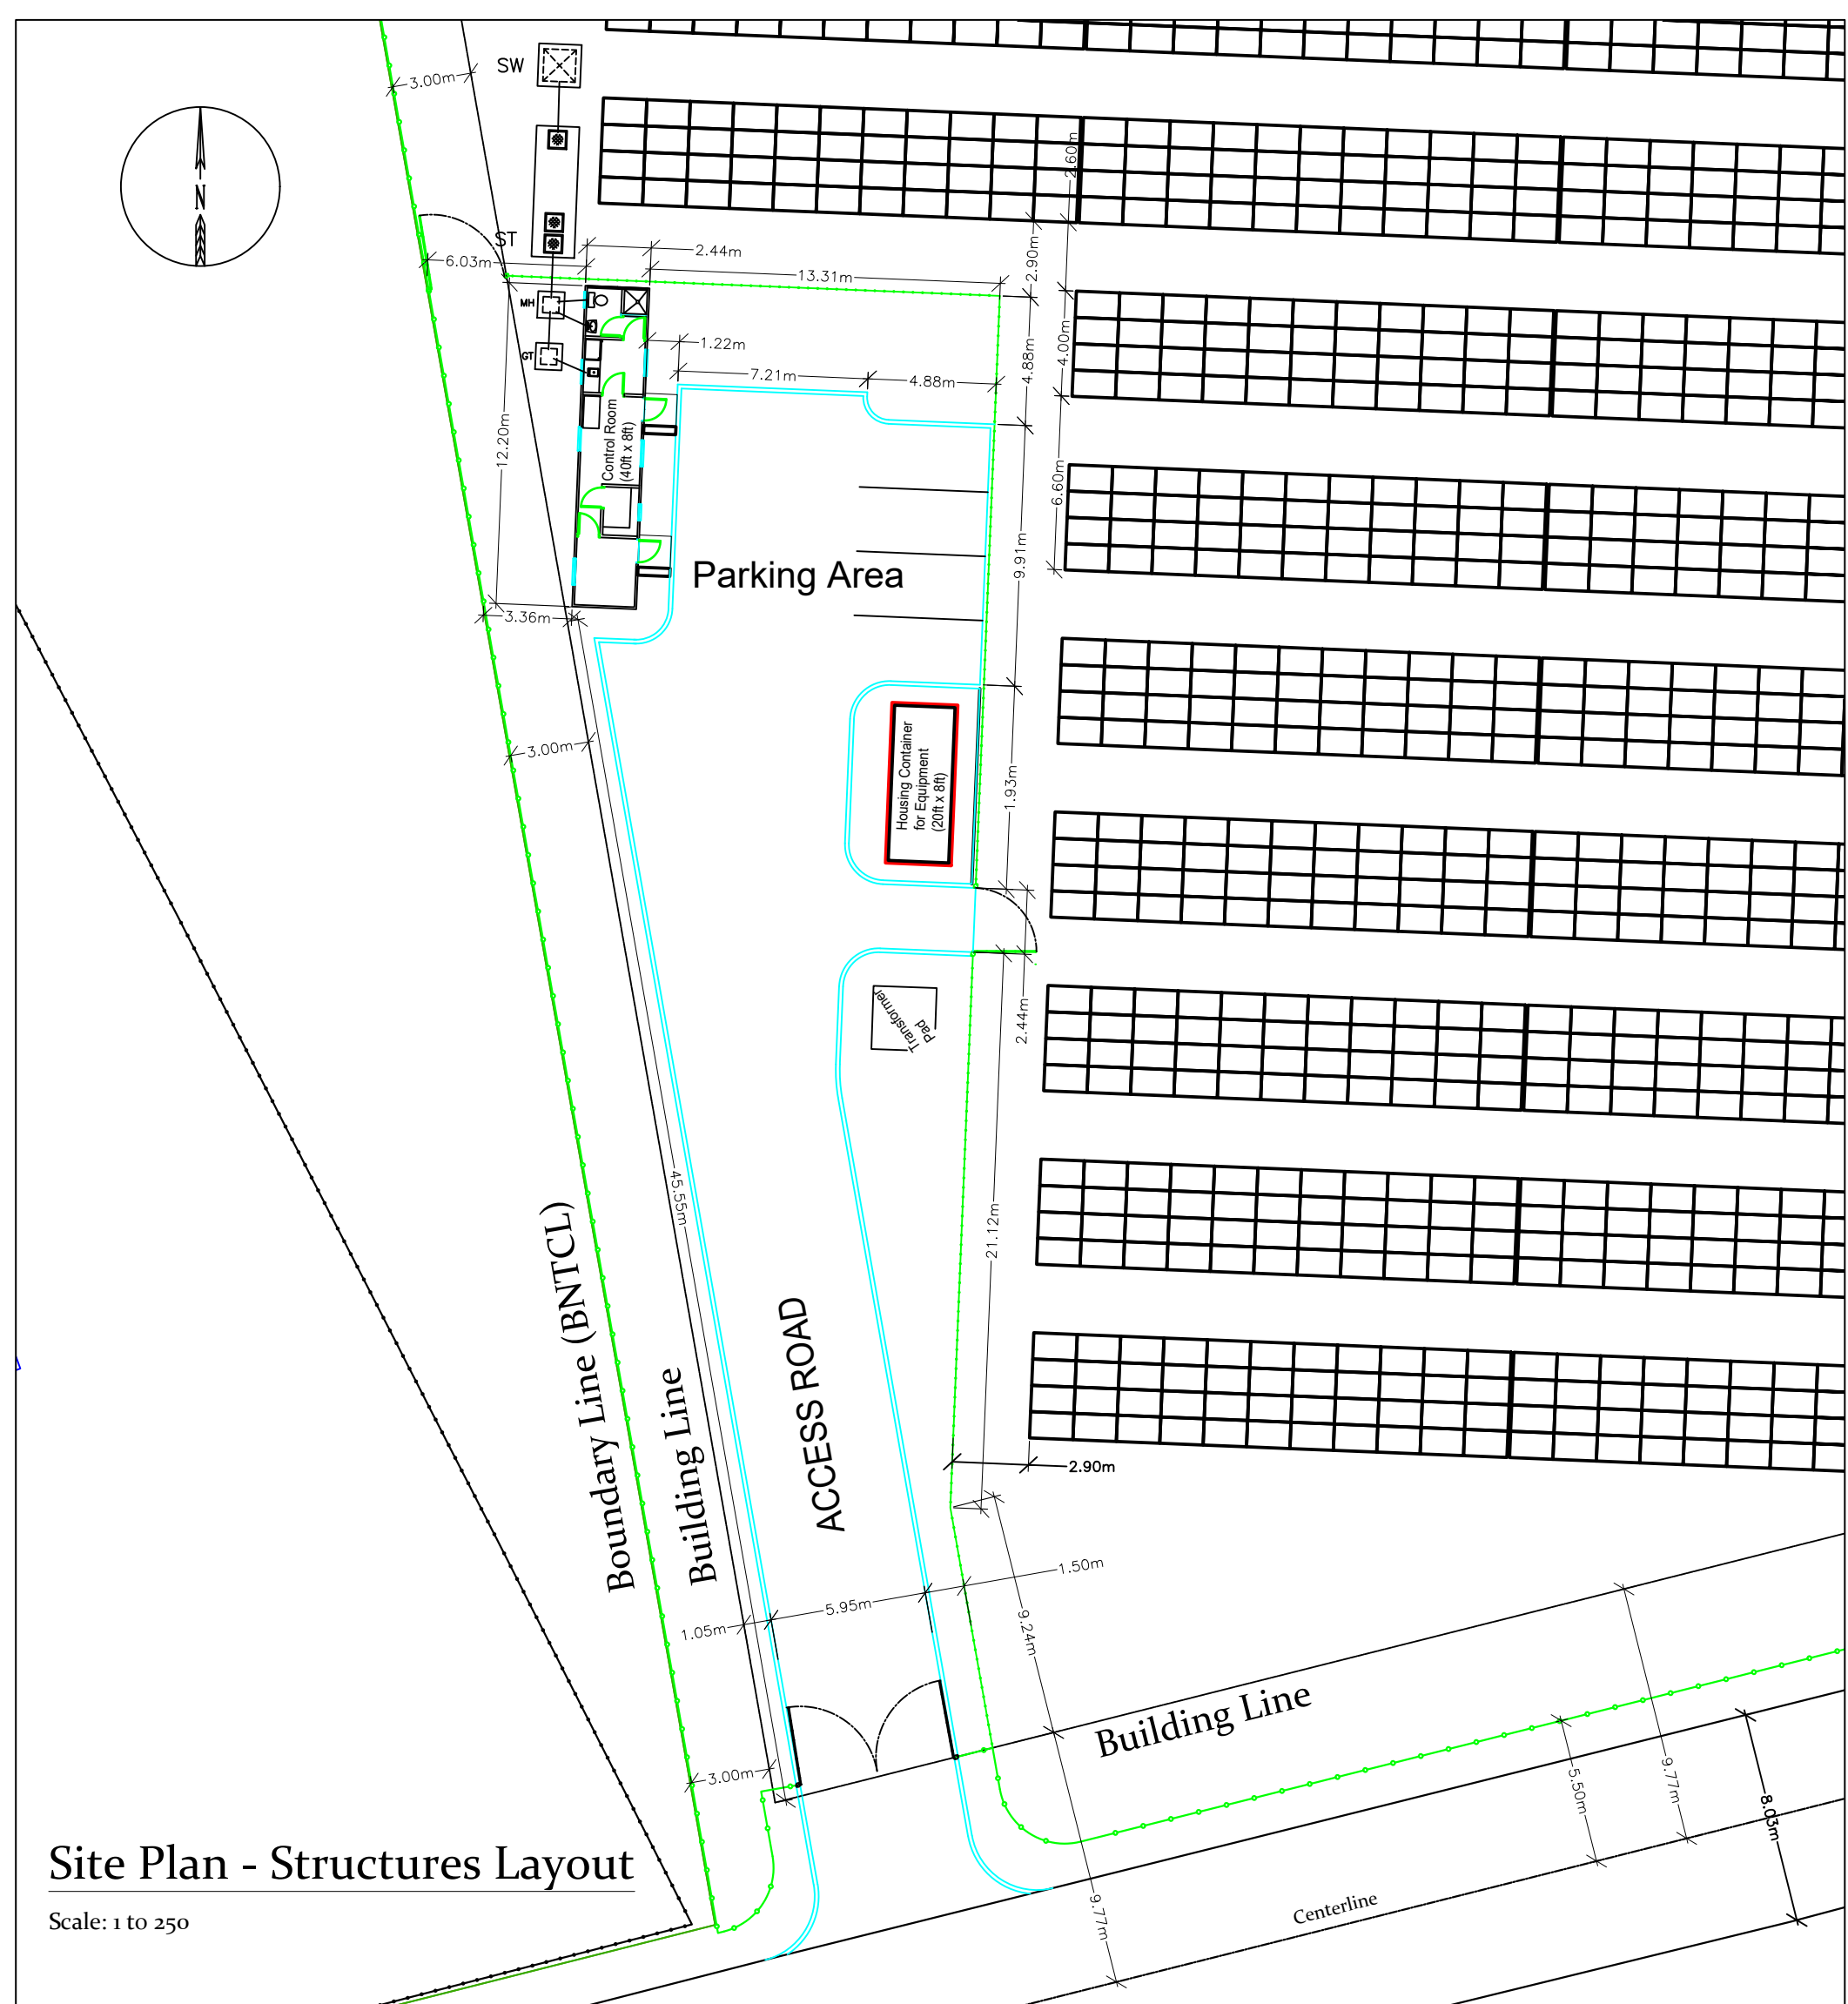 SW
3.00m
N
2.60m
ST
6.03m
2.44m
13.31m
2.90m
MH
GT
1.22m
7.21m
4.88m
4.88m
4.00m
12.20m
Control Room
(40ft x 8ft)
6.60m
9.91m
Parking Area
3.36m
3.00m
Housing Container
for Equipment
(20ft x 8ft)
1.93m
Transformer
Pad
2.44m
45.55m
21.12m
Boundary Line (BNTCL)
Building Line
ACCESS ROAD
2.90m
1.50m
5.95m
1.05m
9.24m
Building Line
3.00m
9.77m
5.50m
8.03m
Centerline
9.77m
Site Plan - Structures Layout
Scale: 1 to 250